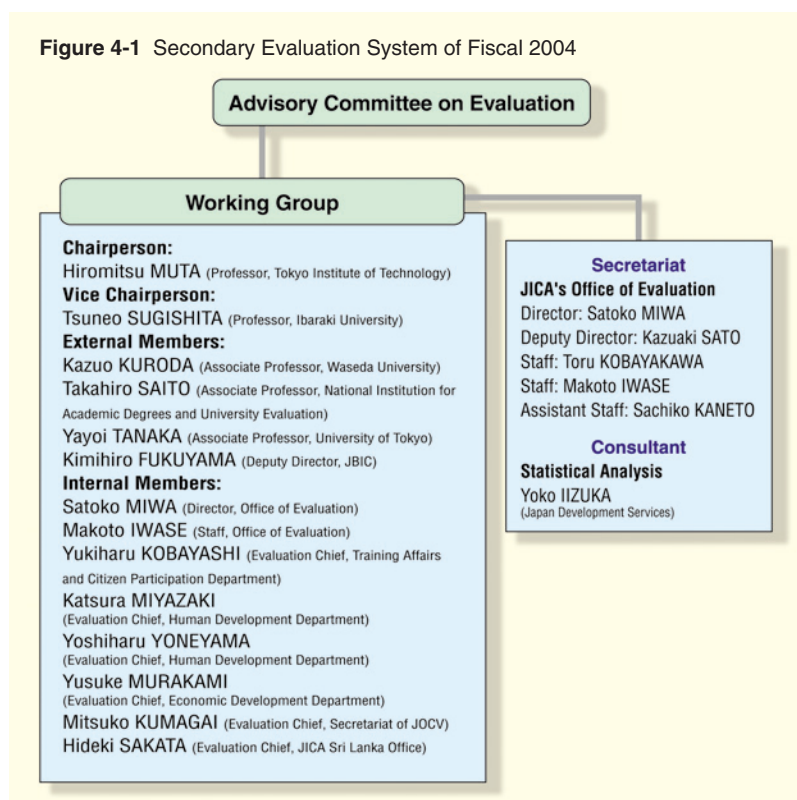 Figure 4-1 Secondary Evaluation System of Fiscal 2004
Advisory Committee on Evaluation
Working Group
Chairperson:
Hiromitsu MUTA (Professor, Tokyo Institute of Technology)
Vice Chairperson:
Tsuneo SUGISHITA (Professor, Ibaraki University)
External Members:
Kazuo KURODA (Associate Professor, Waseda University)
Takahiro SAITO (Associate Professor, National Institution for
Academic Degrees and University Evaluation)
Yayoi TANAKA (Associate Professor, University of Tokyo)
Kimihiro FUKUYAMA (Deputy Director, JBIC)
Internal Members:
Satoko MIWA (Director, Office of Evaluation)
Makoto IWASE (Staff, Office of Evaluation)
Yukiharu KOBAYASHI (Evaluation Chief, Training Affairs
and Citizen Participation Department)
Katsura MIYAZAKI
(Evaluation Chief, Human Development Department)
Yoshiharu YONEYAMA
(Evaluation Chief, Human Development Department)
Yusuke MURAKAMI
(Evaluation Chief, Economic Development Department)
Mitsuko KUMAGAI (Evaluation Chief, Secretariat of JOCV)
Hideki SAKATA (Evaluation Chief, JICA Sri Lanka Office)
Secretariat
JICA's Office of Evaluation
Director: Satoko MIWA
Deputy Director: Kazuaki SATO
Staff: Toru KOBAYAKAWA
Staff: Makoto IWASE
Assistant Staff: Sachiko KANETO
Consultant
Statistical Analysis
Yoko IIZUKA
(Japan Development Services)